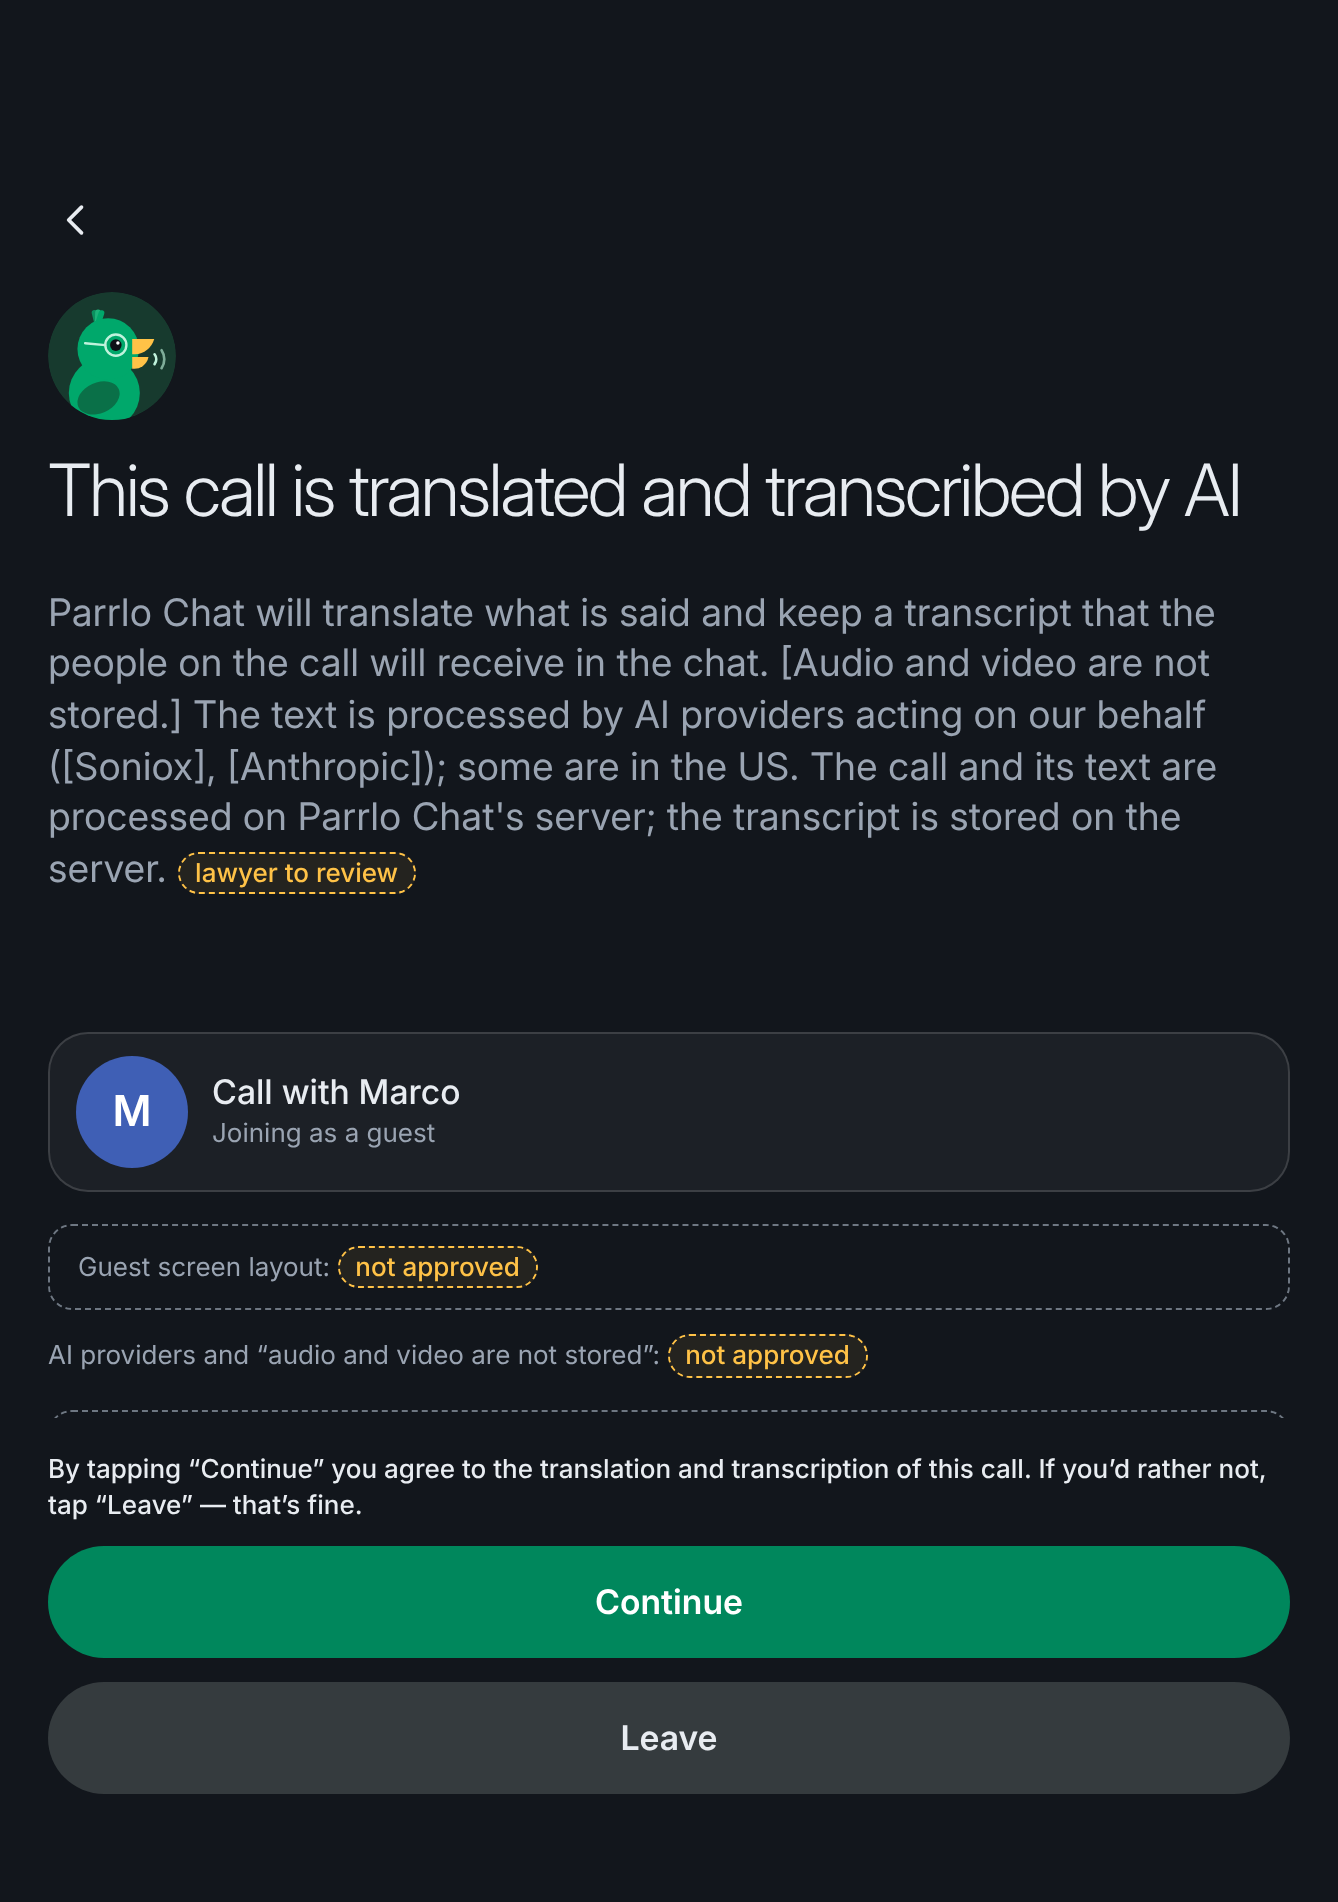 This call is translated and transcribed by AI
Parrlo Chat will translate what is said and keep a transcript that the
people on the call will receive in the chat. [Audio and video are not
stored.] The text is processed by AI providers acting on our behalf
([Soniox], [Anthropic]); some are in the US. The call and its text are
processed on Parrlo Chat's server; the transcript is stored on the
server. lawyer to review
M
Call with Marco
Joining as a guest
Guest screen layout: not approved
AI providers and “audio and video are not stored”: not approved
By tapping “Continue” you agree to the translation and transcription of this call. If you’d rather not,
tap “Leave” — that’s fine.
Continue
Leave